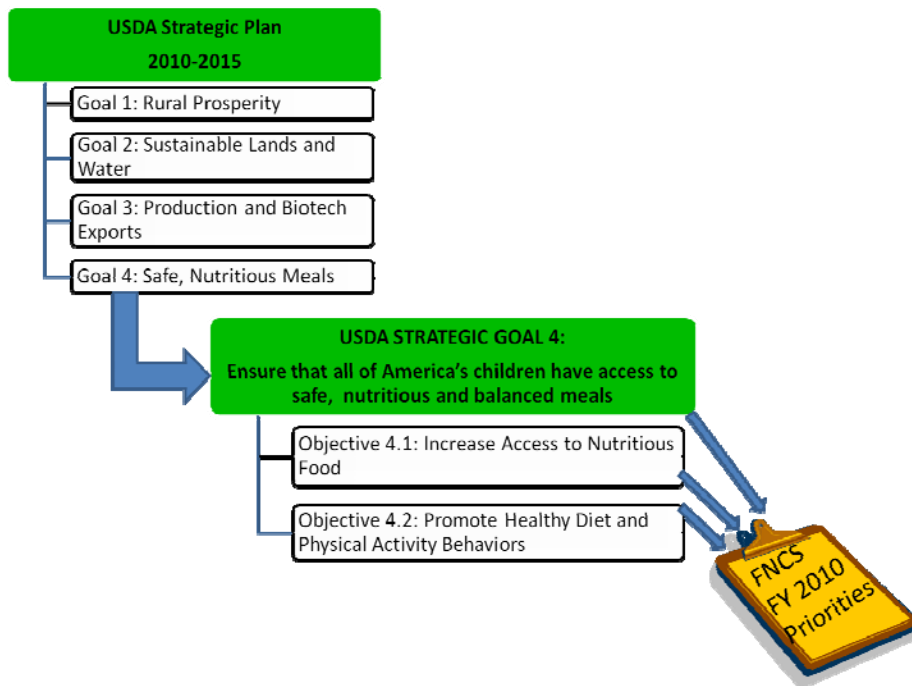 USDA Strategic Plan
2010-2015
Goal 1: Rural Prosperity
Goal 2: Sustainable Lands and
Water
Goal 3: Production and Biotech
Exports
Goal 4: Safe, Nutritious Meals
USDA STRATEGIC GOAL 4:
Ensure that all of America's children have access to
safe, nutritious and balanced meals
Objective 4.1: Increase Access to Nutritious
Food
Objective 4.2: Promote Healthy Diet and
Physical Activity Behaviors
FNCS
FY 2010
Priorities